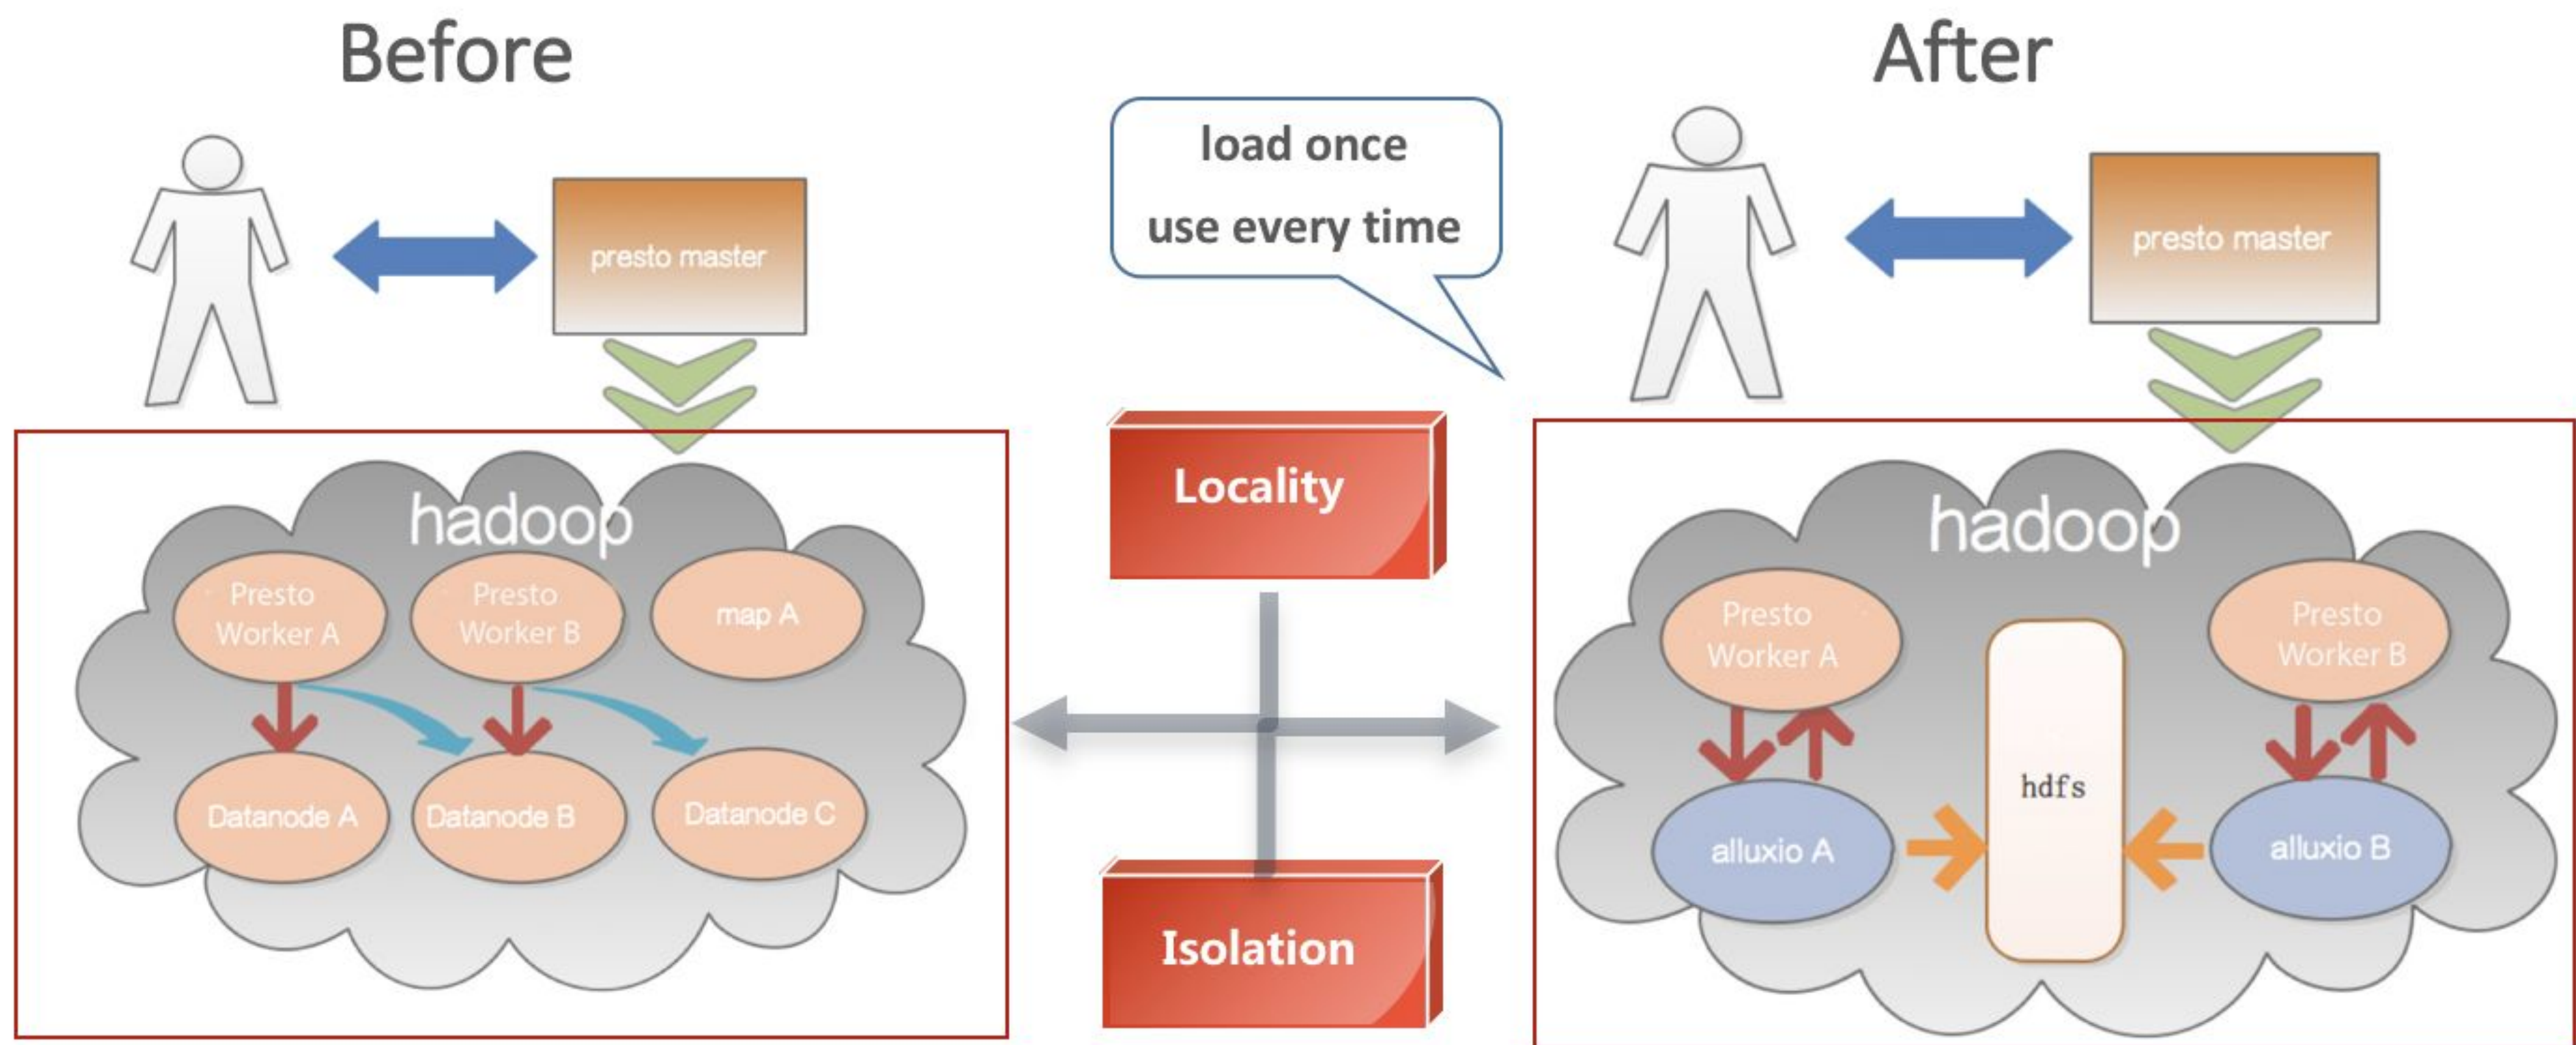 Before
presto master
hadoop
Presto
Worker A
Presto
Worker B
map A
Datanode A
Datanode B
Datanode C
load once
use every time
Locality
Isolation
After
presto master
hadoop
Presto
Worker A
Presto
Worker B
hdfs
alluxio A
alluxio B